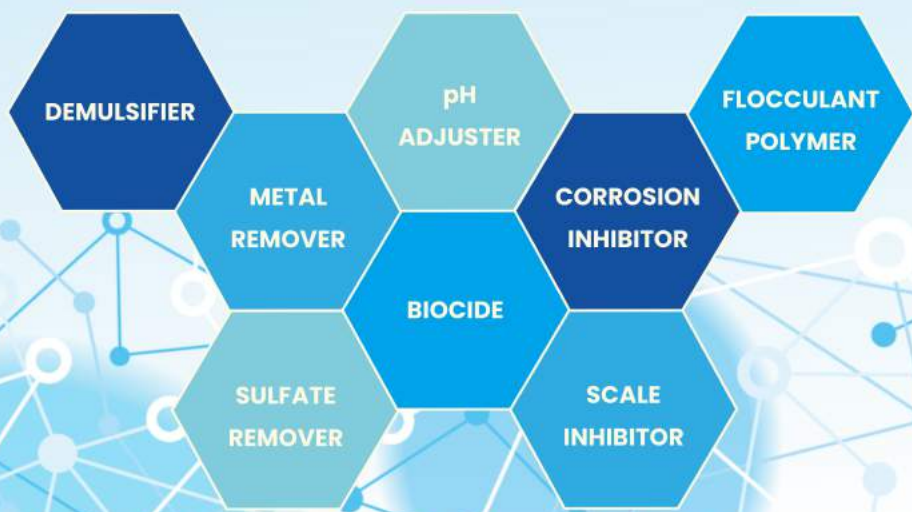 DEMULSIFIER
pH
ADJUSTER
FLOCCULANT
POLYMER
METAL
REMOVER
CORROSION
INHIBITOR
BIOCIDE
SULFATE
REMOVER
SCALE
INHIBITOR